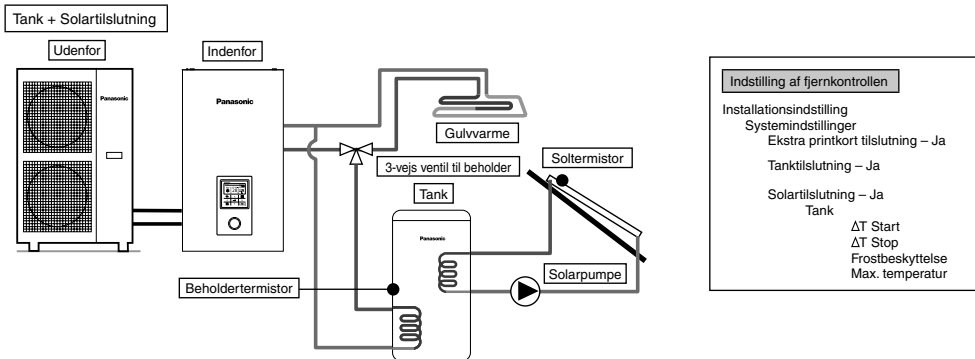 Tank + Solartilslutning
Udenfor
Indenfor
Panasonic
Panasonic
Gulvvarme
3-vejs ventil til beholder
Soltermistor
Tank
Panasonic
Beholdertermistor
Solarpumpe
Indstilling af fjernkontrollen
Installationsindstilling
Systemindstillinger
Ekstra printkort tilslutning – Ja
Tanktilslutning – Ja
Solartilslutning – Ja
Tank
ΔT Start
ΔT Stop
Frostbeskyttelse
Max. temperatur